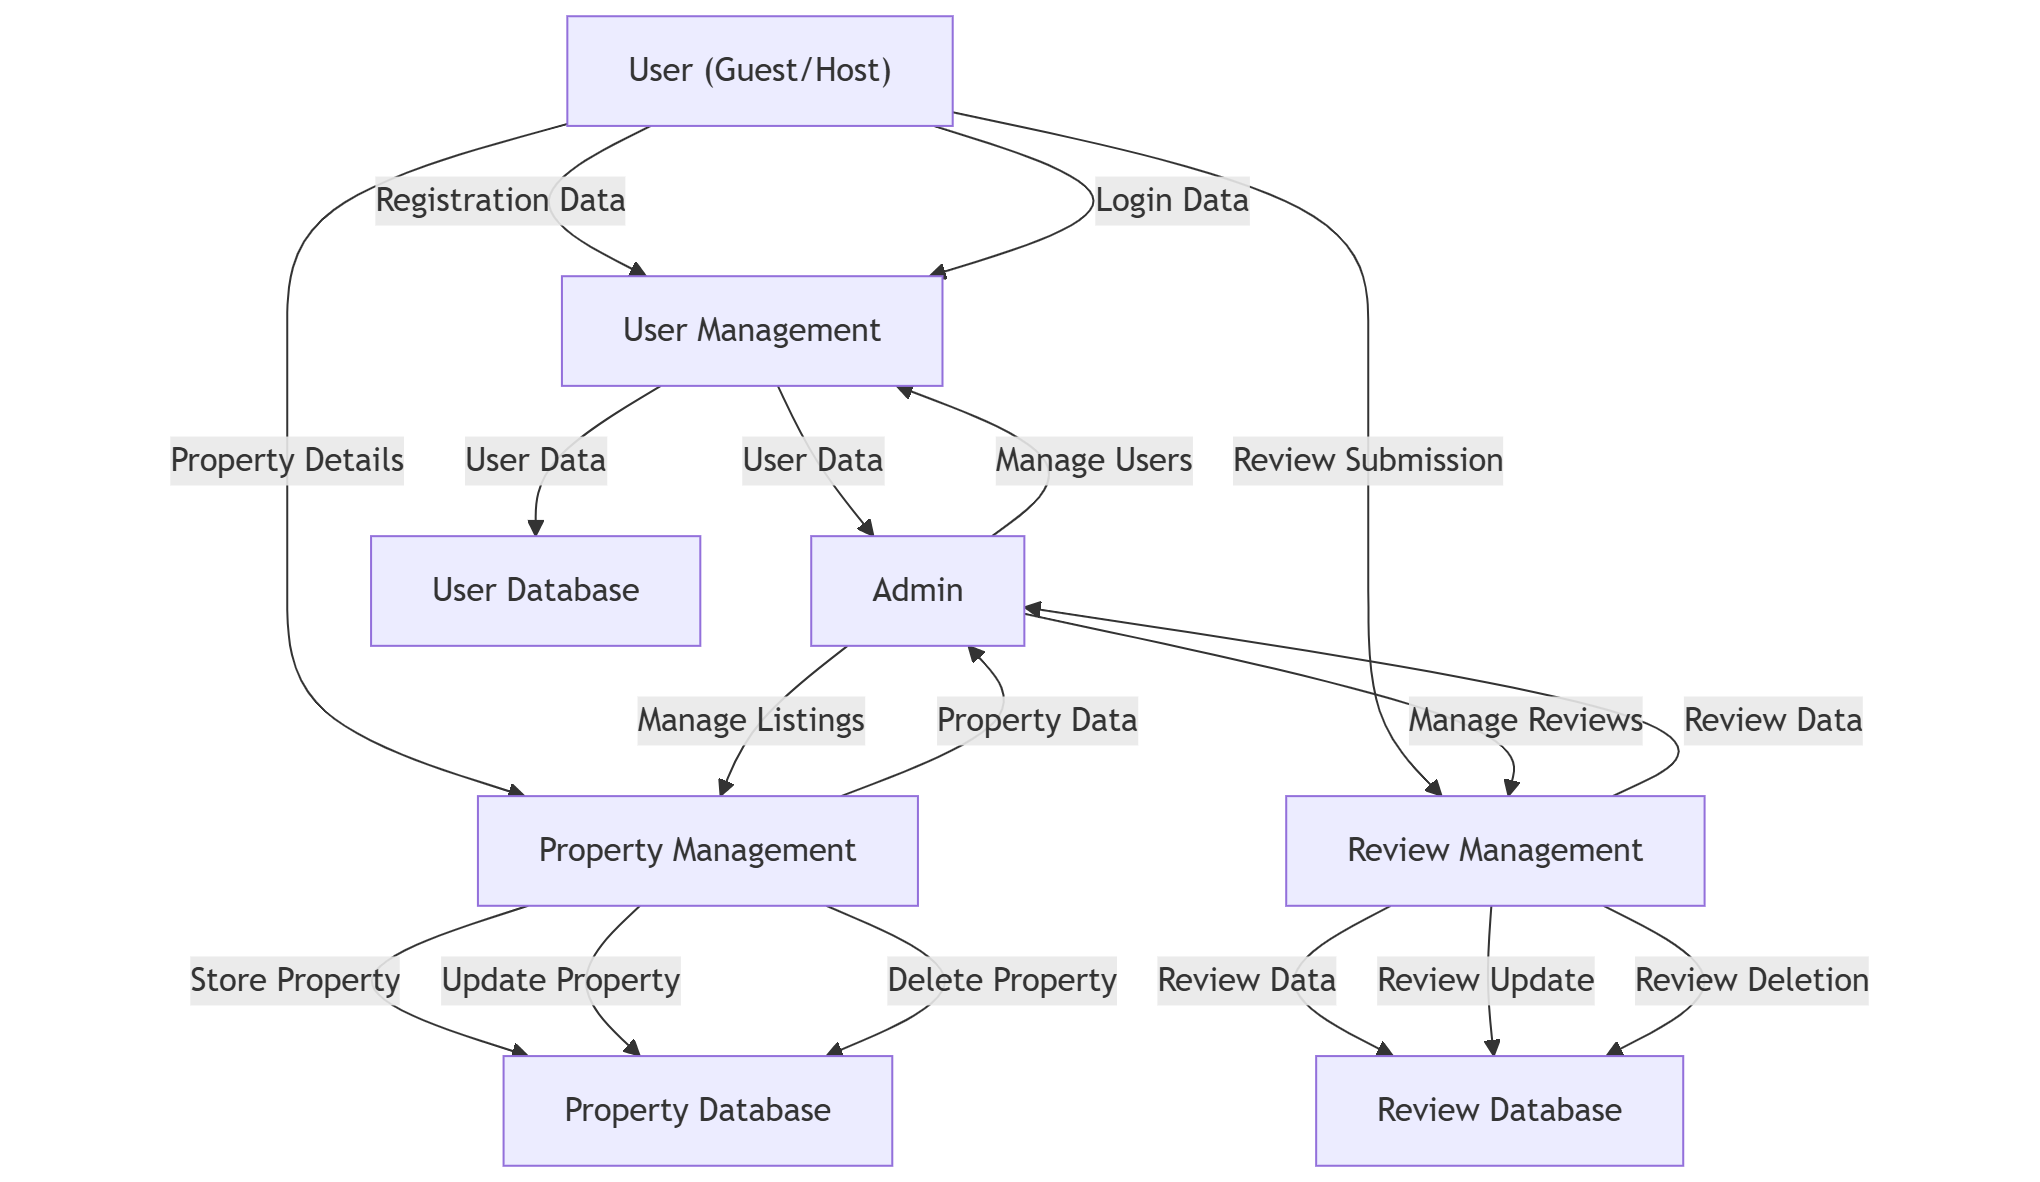 User (Guest/Host)
Registration Data
Login Data
User Management
Property Details
User Data
User Data
Manage Users
Review Submission
User Database
Admin
Manage Listings
Property Data
Manage Reviews
Review Data
Property Management
Review Management
Store Property
Update Property
Delete Property
Review Data
Review Update
Review Deletion
Property Database
Review Database